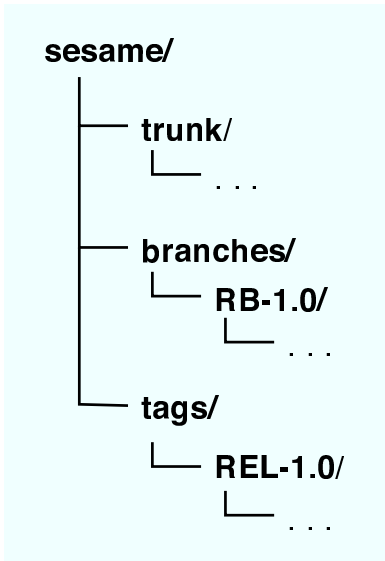 sesame/
trunk/
. . .
branches/
RB-1.0/
. . .
tags/
REL-1.0/
. . .